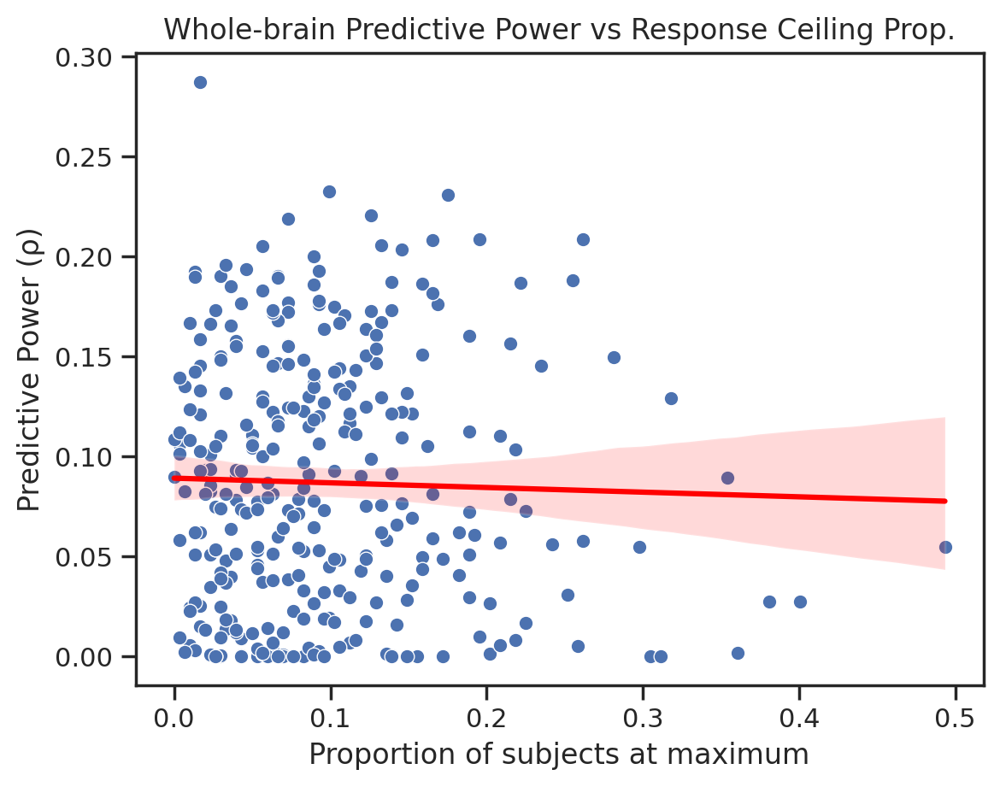 Whole-brain Predictive Power vs Response Ceiling Prop.
Predictive Power (ρ)
0.30
0.25
0.20
0.15
0.10
0.05
0.00
0.0 0.1 0.2 0.3 0.4 0.5
Proportion of subjects at maximum